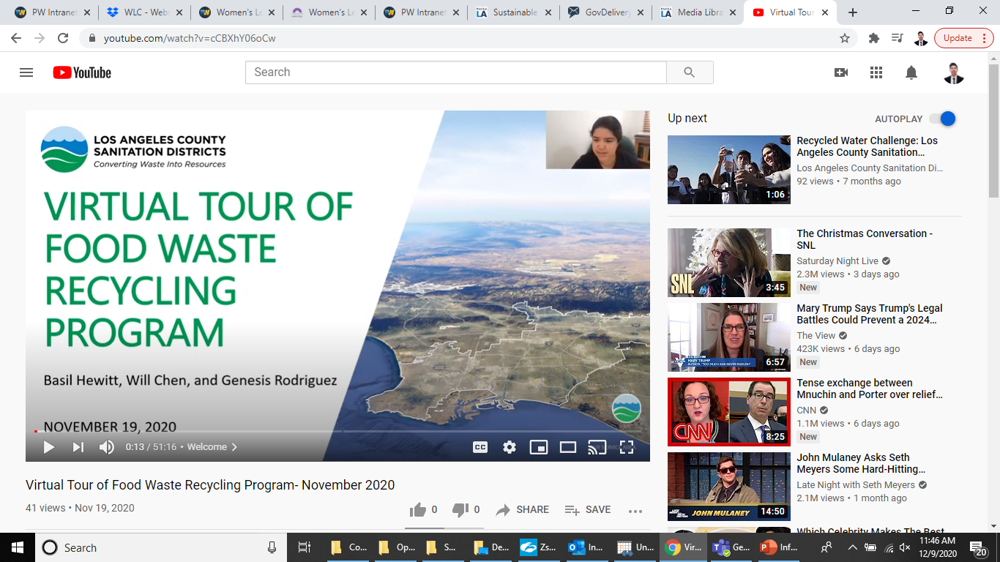 PW Intranet
WLC - Webs
Women's Le
Women's Le
PW Intranet
Sustainable
GovDelivery
Media Libra
Virtual Tour
youtube.com/watch?v=cCBXhY06oCw
Update
YouTube
Search
LOS ANGELES COUNTY
SANITATION DISTRICTS
Converting Waste Into Resources
VIRTUAL TOUR OF
FOOD WASTE
RECYCLING
PROGRAM
Basil Hewitt, Will Chen, and Genesis Rodriguez
NOVEMBER 19, 2020
0:13 / 51:16 • Welcome
CC
Virtual Tour of Food Waste Recycling Program- November 2020
41 views • Nov 19, 2020
0
0
SHARE
SAVE
Up next
AUTOPLAY
1:06
Recycled Water Challenge: Los
Angeles County Sanitation…
Los Angeles County Sanitation Di…
92 views • 7 months ago
SNL
3:45
The Christmas Conversation -
SNL
Saturday Night Live
2.3M views • 3 days ago
New
MARY TRUMP
AUTHOR, "TOO MUCH AND NEVER ENOUGH"
6:57
Mary Trump Says Trump's Legal
Battles Could Prevent a 2024…
The View
423K views • 6 days ago
New
CNN
8:25
Tense exchange between
Mnuchin and Porter over relief…
CNN
1.1M views • 6 days ago
New
JOHN MULANEY
14:50
John Mulaney Asks Seth
Meyers Some Hard-Hitting…
Late Night with Seth Meyers
2.1M views • 1 month ago
Which Celebrity Makes The Best
Search
Co...
Op...
S...
De...
Zs...
In...
Un...
Vir...
Ge...
Inf...
11:46 AM
12/9/2020
20